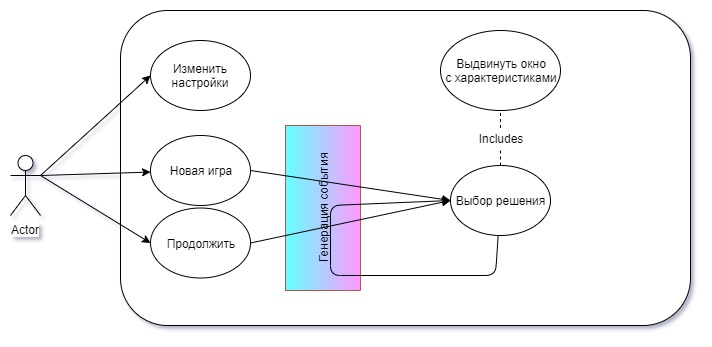 Изменить
настройки
Выдвинуть окно
с характеристиками
Includes
Новая игра
Генерация события
Выбор решения
Продолжить
Actor